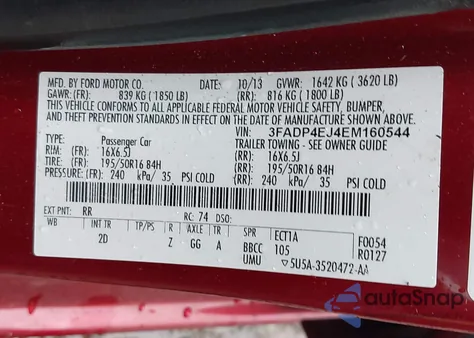 MFD. BY FORD MOTOR CO. DATE: 10/13 GVWR: 1642 KG ( 3620 LB)
GAWR: (FR): 839 KG ( 1850 LB) (RR): 816 KG ( 1800 LB)
THIS VEHICLE CONFORMS TO ALL APPLICABLE FEDERAL MOTOR VEHICLE SAFETY, BUMPER,
AND THEFT PREVENTION STANDARDS IN EFFECT ON THE DATE OF MANUFACTURE SHOWN ABOVE.
VIN: 3FADP4EJ4EM160544
TYPE: Passenger Car TRAILER TOWING - SEE OWNER GUIDE
RIM: (FR) 16X6.5J (RR): 16X6.5J
TIRE: (FR) 195/50R16 84H 195/50R16 84H
PRESSURE: (FR): 240 kPa/ 35 PSI COLD (RR): 240 kPa/ 35 PSI COLD
EXT PNT: RR RC: 74 DSO:
WB INT TR TP/PS R AX TR SPR ECT1A F0054
2D Z GG A BBCC 105 R0127
UMU ▽5U5A-3520472-AA
autoSnap